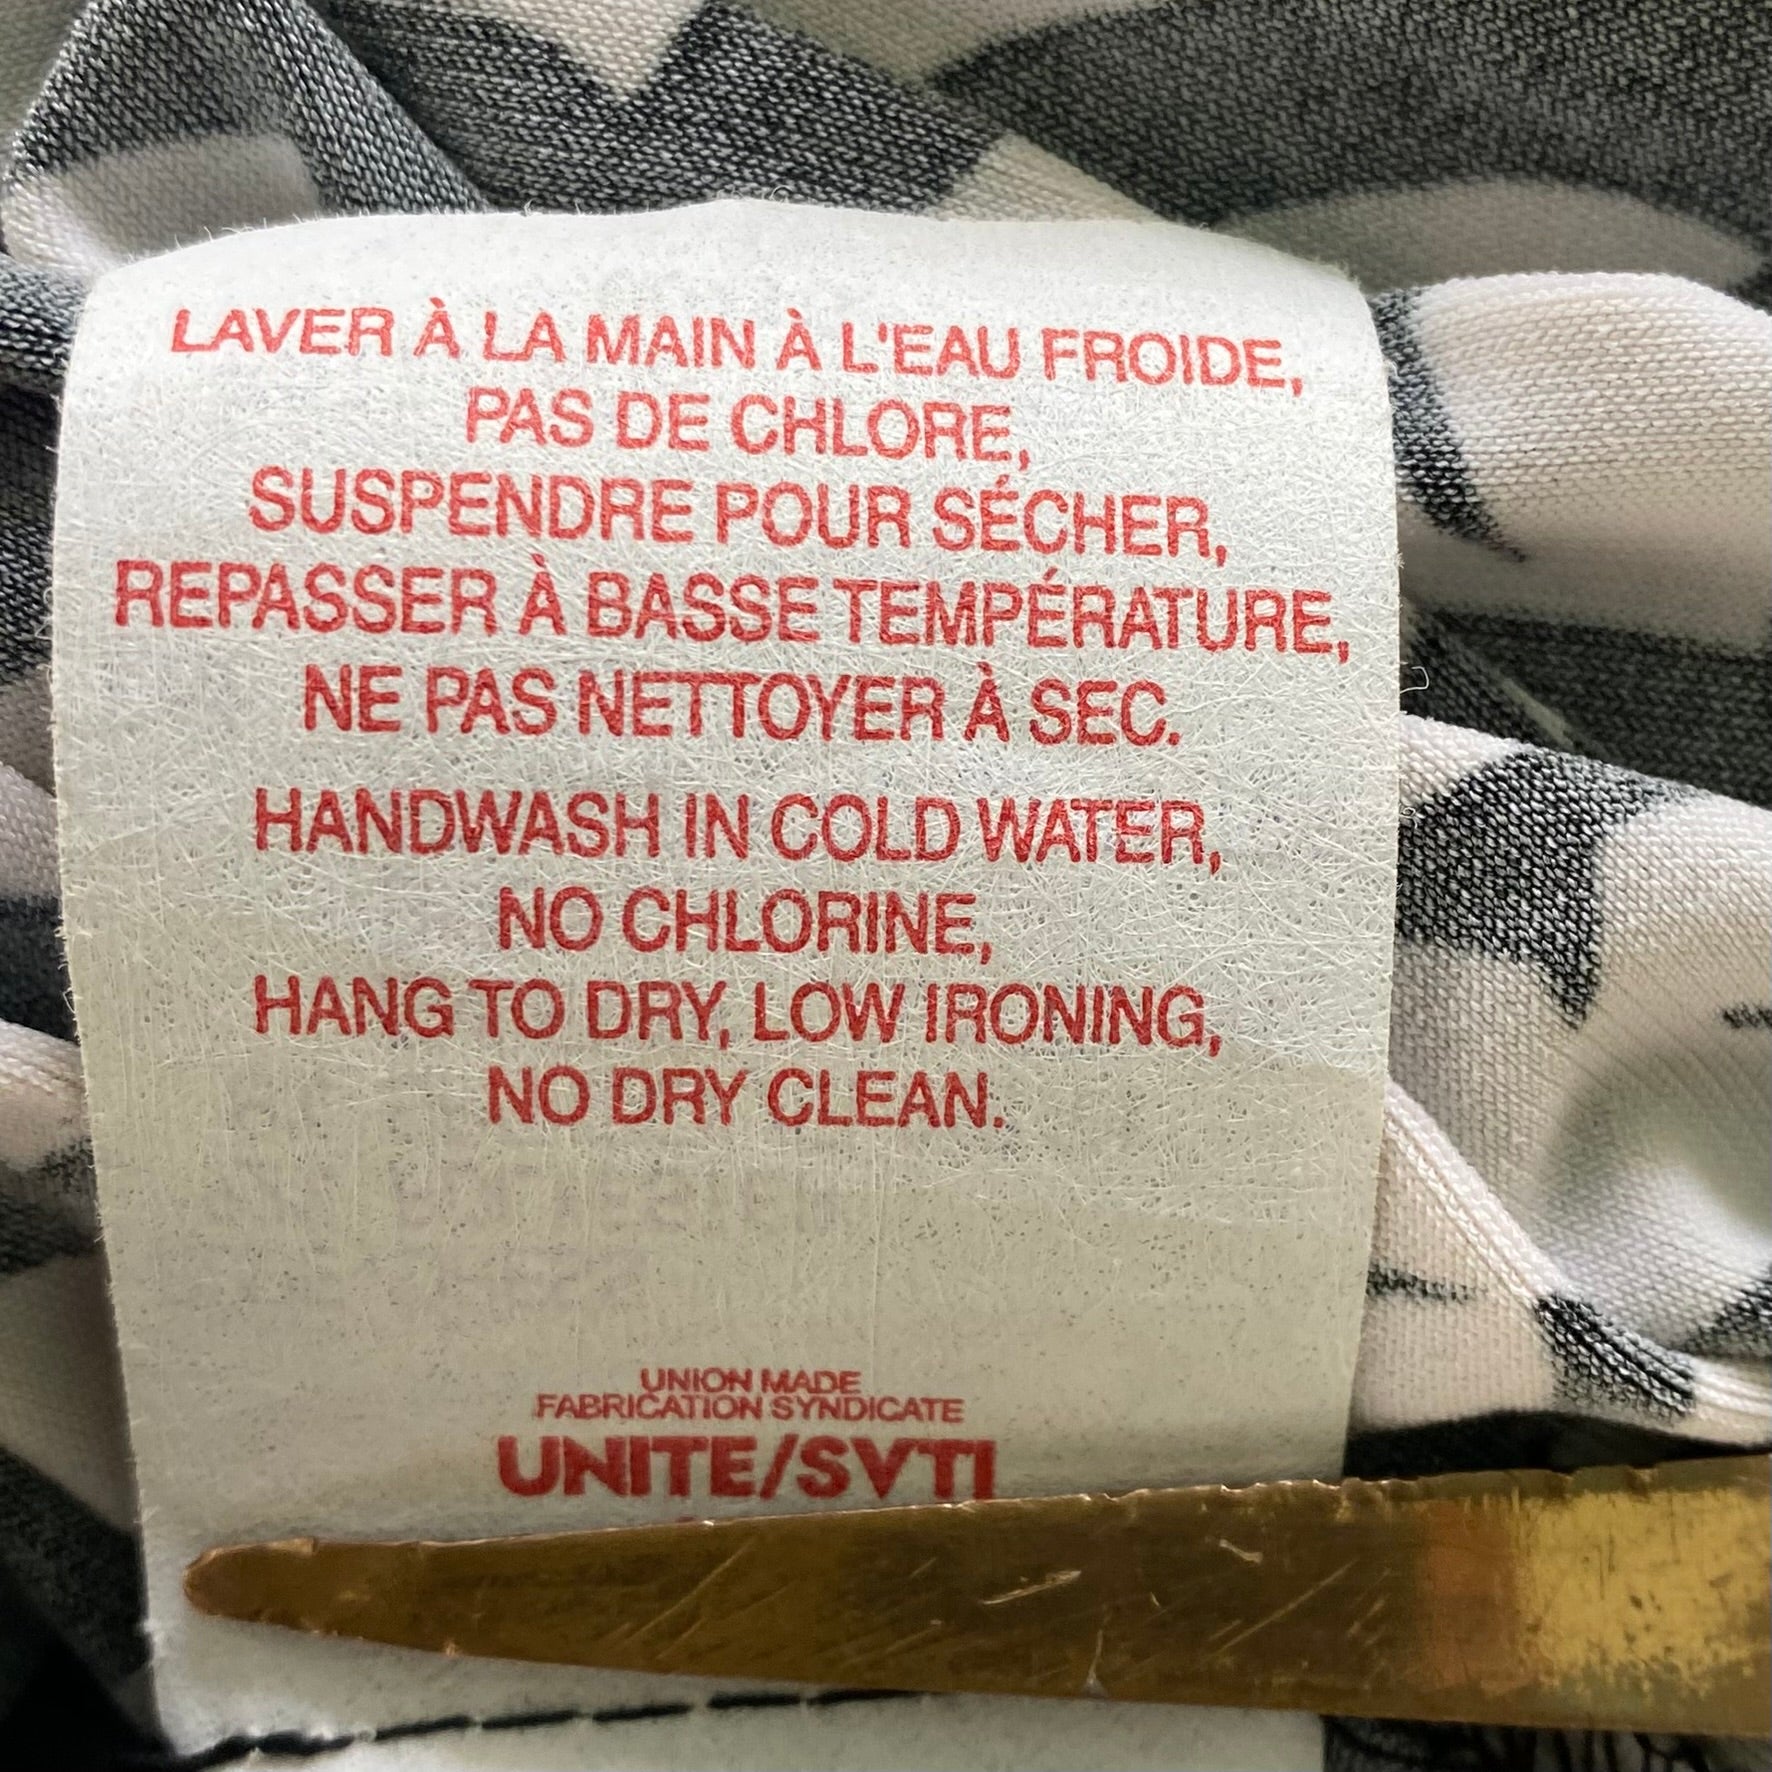 LAVER À LA MAIN À L'EAU FROIDE,
PAS DE CHLORE,
SUSPENDRE POUR SÉCHER,
REPASSER À BASSE TEMPÉRATURE,
NE PAS NETTOYER À SEC.
HANDWASH IN COLD WATER,
NO CHLORINE,
HANG TO DRY, LOW IRONING,
NO DRY CLEAN.
UNION MADE
FABRICATION SYNDICATE
UNITE/SVTI